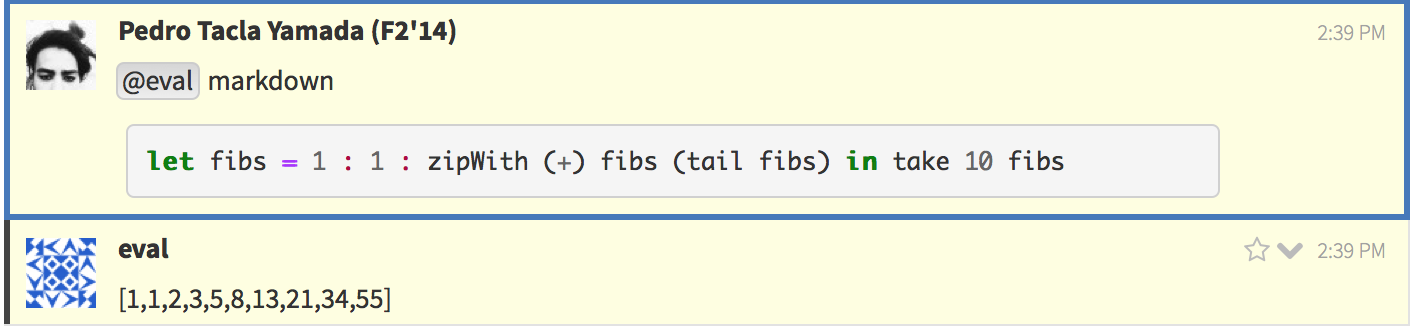 Pedro Tacla Yamada (F2'14) 2:39 PM
@eval markdown
let fibs = 1 : 1 : zipWith (+) fibs (tail fibs) in take 10 fibs
eval 2:39 PM
[1,1,2,3,5,8,13,21,34,55]